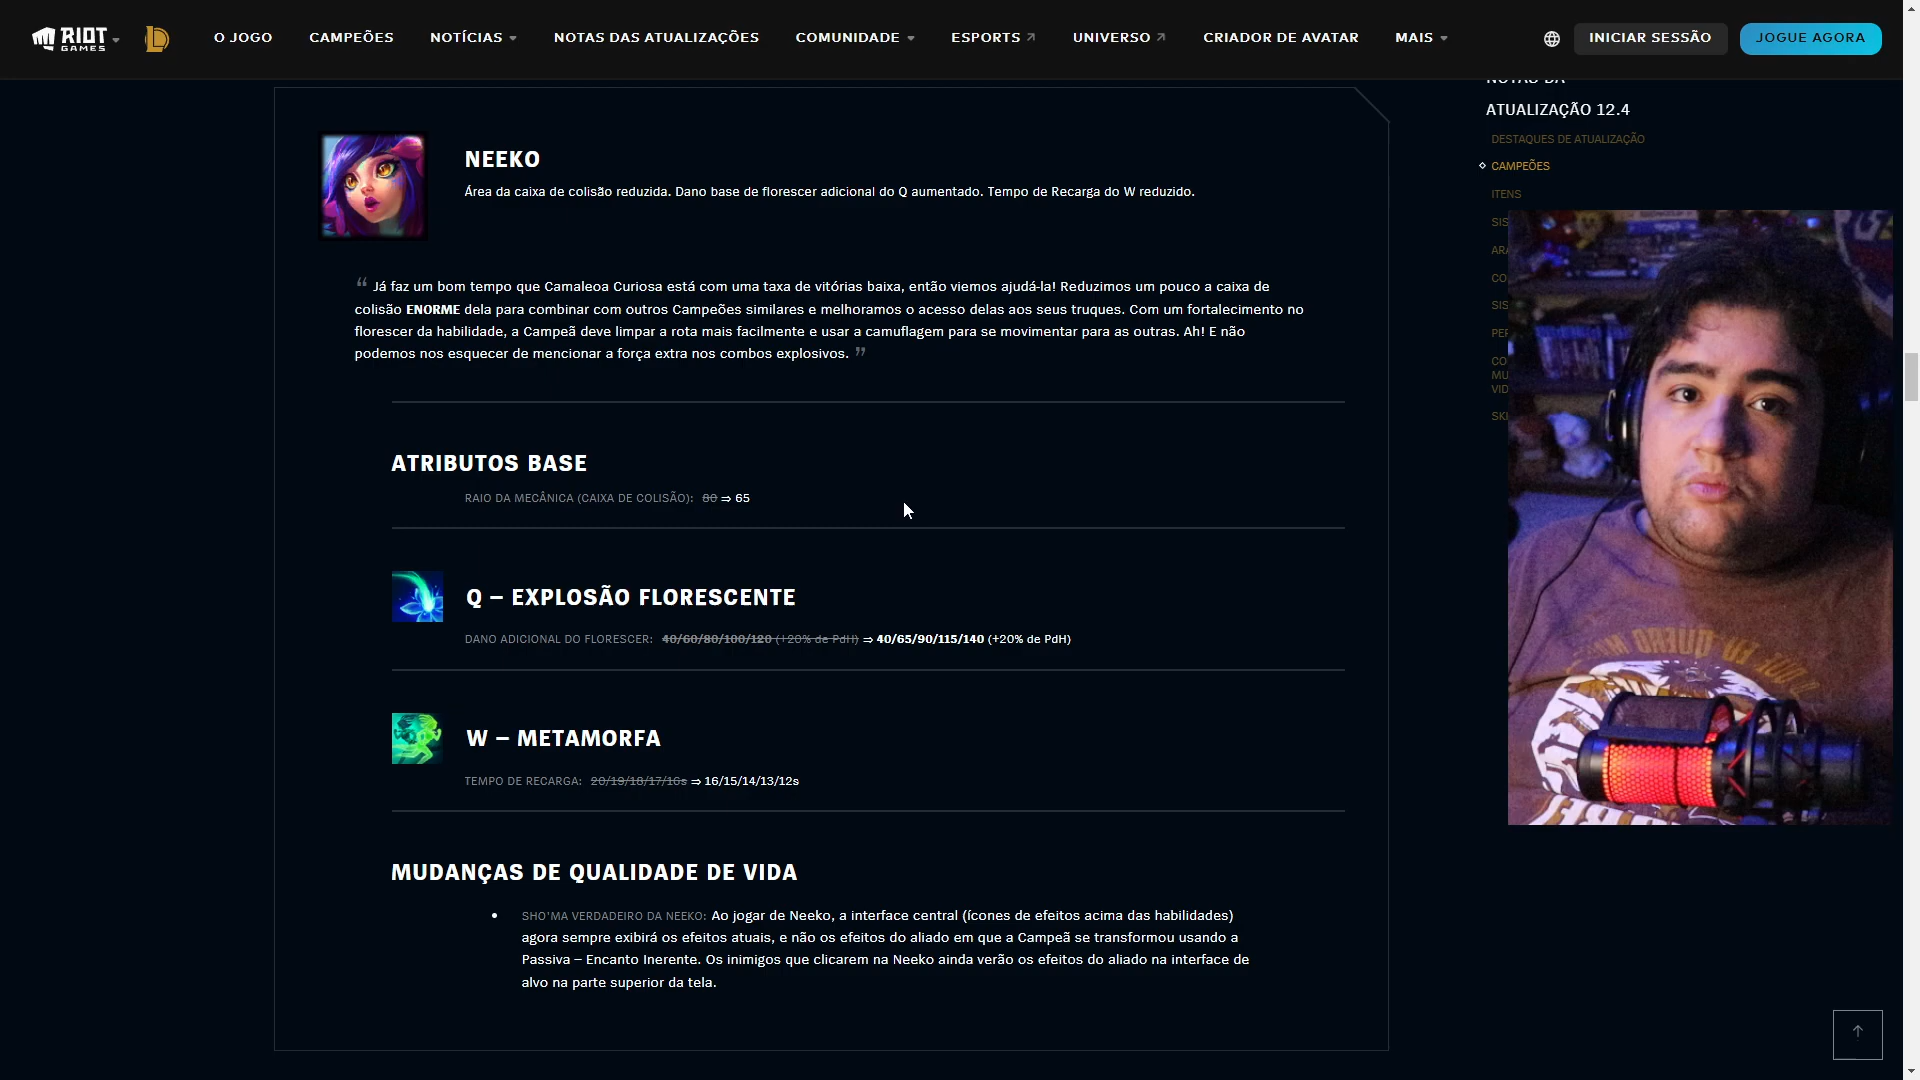 RIOT
GAMES
O JOGO
CAMPEÕES
NOTÍCIAS
NOTAS DAS ATUALIZAÇÕES
COMUNIDADE
ESPORTS
UNIVERSO
CRIADOR DE AVATAR
MAIS
INICIAR SESSÃO
JOGUE AGORA
NOTAS DA
ATUALIZAÇÃO 12.4
DESTAQUES DE ATUALIZAÇÃO
CAMPEÕES
ITENS
SIS
ARA
CO
SIS
PER
CO
MU
VID
SKI
NEEKO
Área da caixa de colisão reduzida. Dano base de florescer adicional do Q aumentado. Tempo de Recarga do W reduzido.
“ Já faz um bom tempo que Camaleoa Curiosa está com uma taxa de vitórias baixa, então viemos ajudá-la! Reduzimos um pouco a caixa de
colisão ENORME dela para combinar com outros Campeões similares e melhoramos o acesso delas aos seus truques. Com um fortalecimento no
florescer da habilidade, a Campeã deve limpar a rota mais facilmente e usar a camuflagem para se movimentar para as outras. Ah! E não
podemos nos esquecer de mencionar a força extra nos combos explosivos. ”
ATRIBUTOS BASE
RAIO DA MECÂNICA (CAIXA DE COLISÃO): 80 ⇒ 65
Q – EXPLOSÃO FLORESCENTE
DANO ADICIONAL DO FLORESCER: 40/60/80/100/120 (+20% de PdH) ⇒ 40/65/90/115/140 (+20% de PdH)
W – METAMORFA
TEMPO DE RECARGA: 20/19/18/17/16s ⇒ 16/15/14/13/12s
MUDANÇAS DE QUALIDADE DE VIDA
• SHO'MA VERDADEIRO DA NEEKO: Ao jogar de Neeko, a interface central (ícones de efeitos acima das habilidades)
agora sempre exibirá os efeitos atuais, e não os efeitos do aliado em que a Campeã se transformou usando a
Passiva – Encanto Inerente. Os inimigos que clicarem na Neeko ainda verão os efeitos do aliado na interface de
alvo na parte superior da tela.